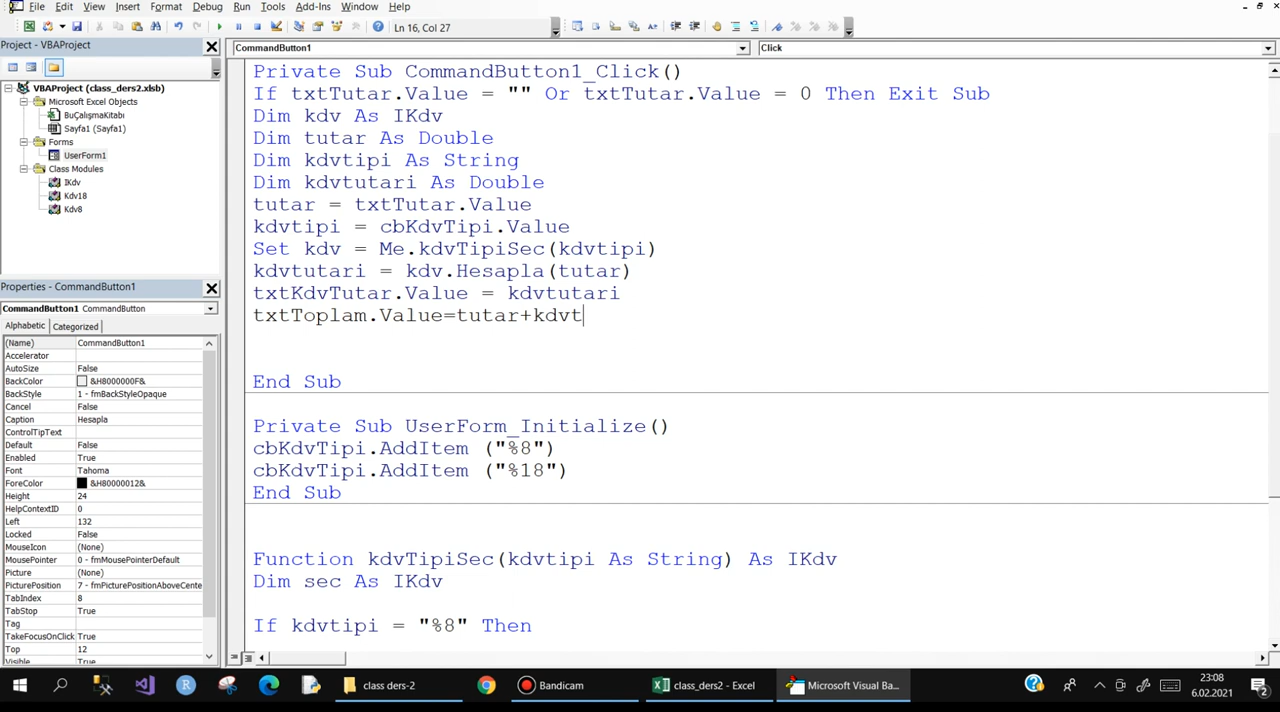 File Edit View Insert Format Debug Run Tools Add-Ins Window Help
Ln 16, Col 27
Project - VBAProject
CommandButton1
Click
VBAProject (class_ders2.xlsb)
Microsoft Excel Objects
BuÇalışmaKitabı
Sayfa1 (Sayfa1)
Forms
UserForm1
Class Modules
IKdv
Kdv18
Kdv8
Properties - CommandButton1
CommandButton1 CommandButton
Alphabetic Categorized
(Name) CommandButton1
Accelerator
AutoSize False
BackColor &H8000000F&
BackStyle 1 - fmBackStyleOpaque
Cancel False
Caption Hesapla
ControlTipText
Default False
Enabled True
Font Tahoma
ForeColor &H80000012&
Height 24
HelpContextID 0
Left 132
Locked False
MouseIcon (None)
MousePointer 0 - fmMousePointerDefault
Picture (None)
PicturePosition 7 - fmPicturePositionAboveCente
TabIndex 8
TabStop True
Tag
TakeFocusOnClick True
Top 12
Visible True
Private Sub CommandButton1_Click()
If txtTutar.Value = "" Or txtTutar.Value = 0 Then Exit Sub
Dim kdv As IKdv
Dim tutar As Double
Dim kdvtipi As String
Dim kdvtutari As Double
tutar = txtTutar.Value
kdvtipi = cbKdvTipi.Value
Set kdv = Me.kdvTipiSec(kdvtipi)
kdvtutari = kdv.Hesapla(tutar)
txtKdvTutar.Value = kdvtutari
txtToplam.Value=tutar+kdvt
End Sub
Private Sub UserForm_Initialize()
cbKdvTipi.AddItem ("%8")
cbKdvTipi.AddItem ("%18")
End Sub
Function kdvTipiSec(kdvtipi As String) As IKdv
Dim sec As IKdv
If kdvtipi = "%8" Then
class ders-2
Bandicam
class_ders2 - Excel
Microsoft Visual Ba...
23:08
6.02.2021
2